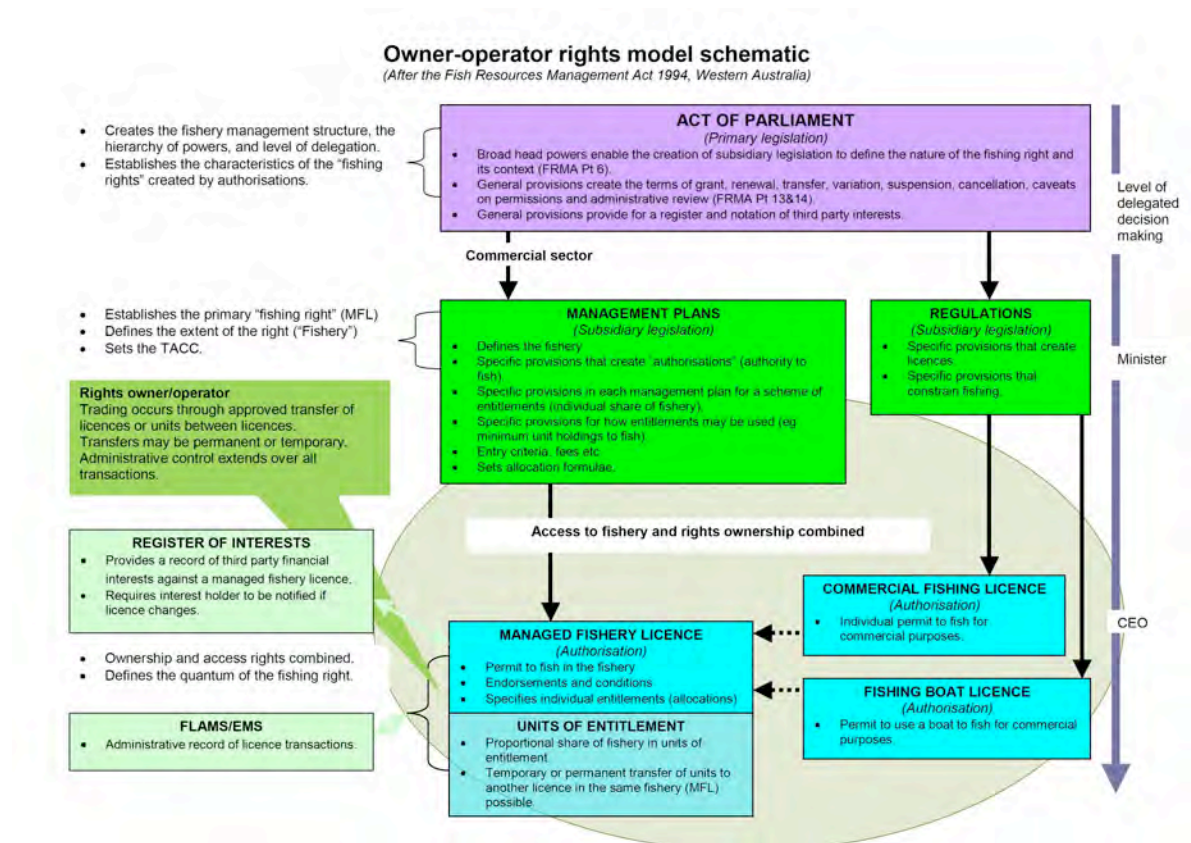 Owner-operator rights model schematic
(After the Fish Resources Management Act 1994, Western Australia)
• Creates the fishery management structure, the
hierarchy of powers, and level of delegation.
• Establishes the characteristics of the “fishing
rights” created by authorisations.
ACT OF PARLIAMENT
(Primary legislation)
▪ Broad head powers enable the creation of subsidiary legislation to define the nature of the fishing right and
its context (FRMA Pt 6).
▪ General provisions create the terms of grant, renewal, transfer, variation, suspension, cancellation, caveats
on permissions and administrative review (FRMA Pt 13&14).
▪ General provisions provide for a register and notation of third party interests.
Level of
delegated
decision
making
Commercial sector
• Establishes the primary “fishing right” (MFL)
• Defines the extent of the right (“Fishery”)
• Sets the TACC.
MANAGEMENT PLANS
(Subsidiary legislation)
▪ Defines the fishery
▪ Specific provisions that create “authorisations” (authority to
fish).
▪ Specific provisions in each management plan for a scheme of
entitlements (individual share of fishery).
▪ Specific provisions for how entitlements may be used (eg
minimum unit holdings to fish)
▪ Entry criteria, fees etc
▪ Sets allocation formulae.
REGULATIONS
(Subsidiary legislation)
▪ Specific provisions that create
licences.
▪ Specific provisions that
constrain fishing.
Minister
Rights owner/operator
Trading occurs through approved transfer of
licences or units between licences.
Transfers may be permanent or temporary.
Administrative control extends over all
transactions.
Access to fishery and rights ownership combined
REGISTER OF INTERESTS
▪ Provides a record of third party financial
interests against a managed fishery licence.
▪ Requires interest holder to be notified if
licence changes.
COMMERCIAL FISHING LICENCE
(Authorisation)
▪ Individual permit to fish for
commercial purposes.
CEO
• Ownership and access rights combined.
• Defines the quantum of the fishing right.
MANAGED FISHERY LICENCE
(Authorisation)
• Permit to fish in the fishery
• Endorsements and conditions
• Specifies individual entitlements (allocations)
FISHING BOAT LICENCE
(Authorisation)
▪ Permit to use a boat to fish for commercial
purposes.
FLAMS/EMS
▪ Administrative record of licence transactions.
UNITS OF ENTITLEMENT
▪ Proportional share of fishery in units of
entitlement
▪ Temporary or permanent transfer of units to
another licence in the same fishery (MFL)
possible.